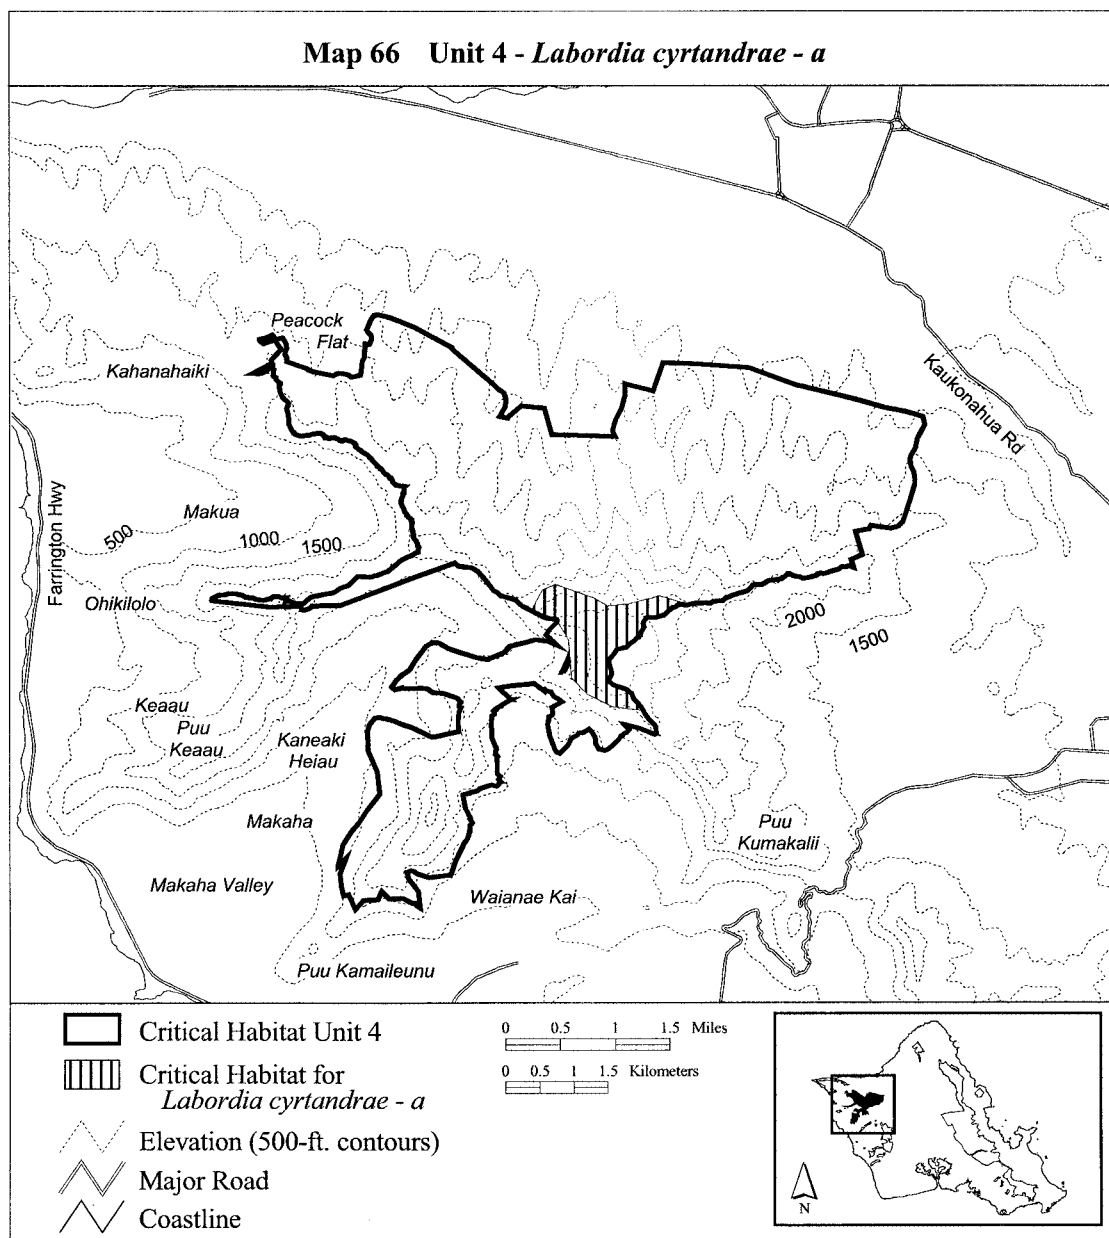 Map 66 Unit 4 - Labordia cyrtandrae - a
Peacock
Flat
Kahanahaiki
Kaukonahua Rd
Farrington Hwy
Makua
500
1000
1500
Ohikilolo
2000
1500
Keaau
Puu
Keaau
Kaneaki
Heiau
Makaha
Puu
Kumakalii
Makaha Valley
Waianae Kai
Puu Kamaileunu
Critical Habitat Unit 4
Critical Habitat for
Labordia cyrtandrae - a
Elevation (500-ft. contours)
Major Road
Coastline
0 0.5 1 1.5 Miles
0 0.5 1 1.5 Kilometers
N